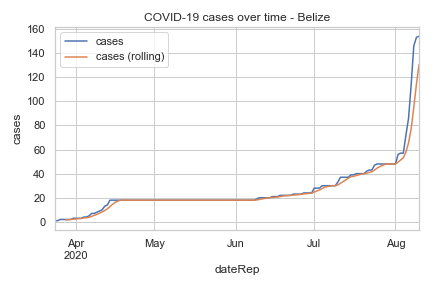 COVID-19 cases over time - Belize
cases
cases (rolling)
cases
160
140
120
100
80
60
40
20
0
Apr May Jun Jul Aug
2020
dateRep